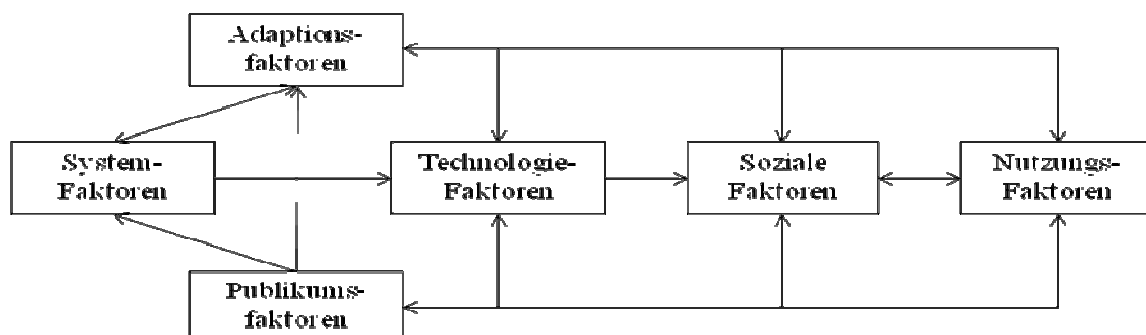 Adaptions-
faktoren
System-
Faktoren
Technologie-
Faktoren
Soziale
Faktoren
Nutzungs-
Faktoren
Publikums-
faktoren